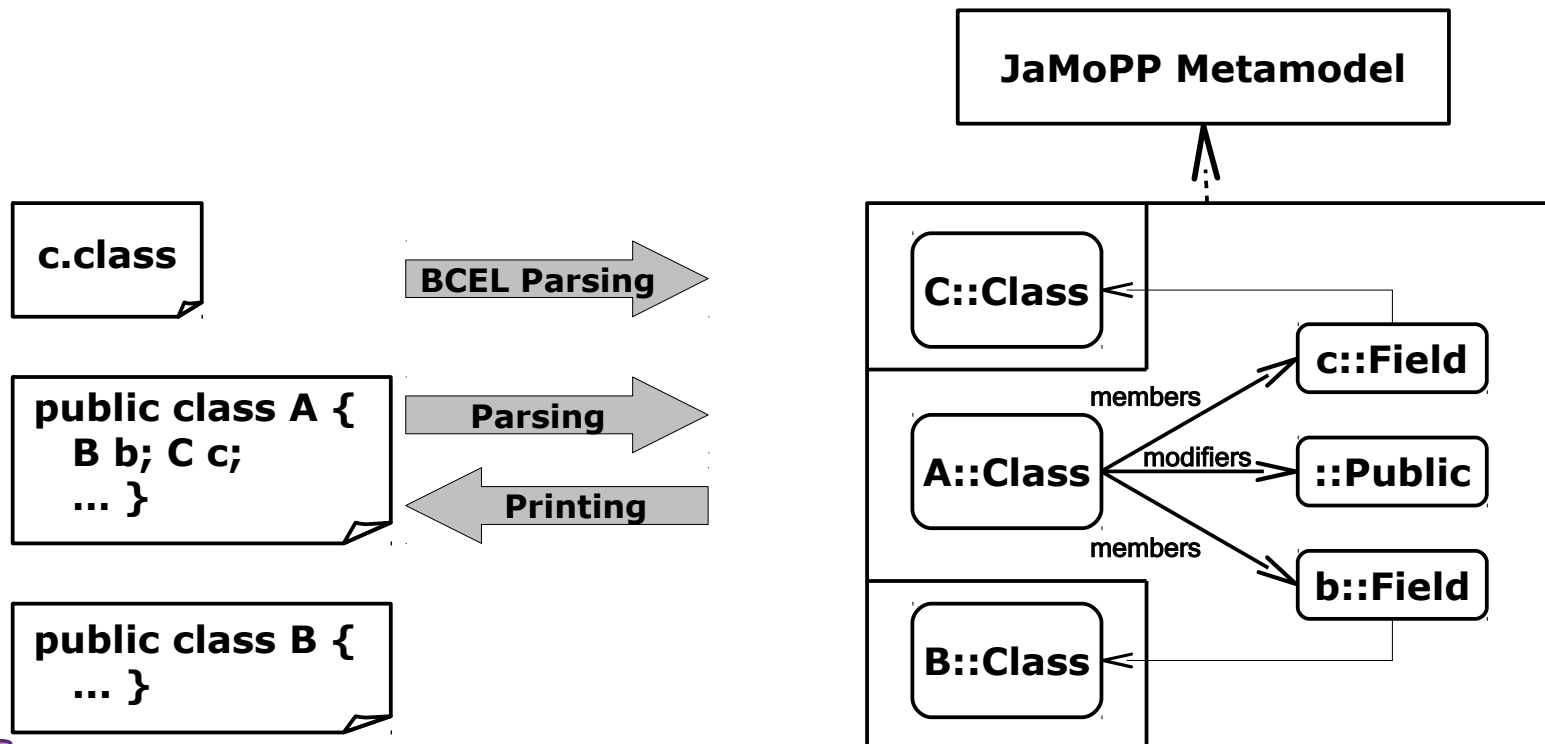 JaMoPP Metamodel
c.class
BCEL Parsing
C::Class
c::Field
public class A {
B b; C c;
... }
Parsing
Printing
members
A::Class
modifiers
::Public
members
b::Field
public class B {
... }
B::Class